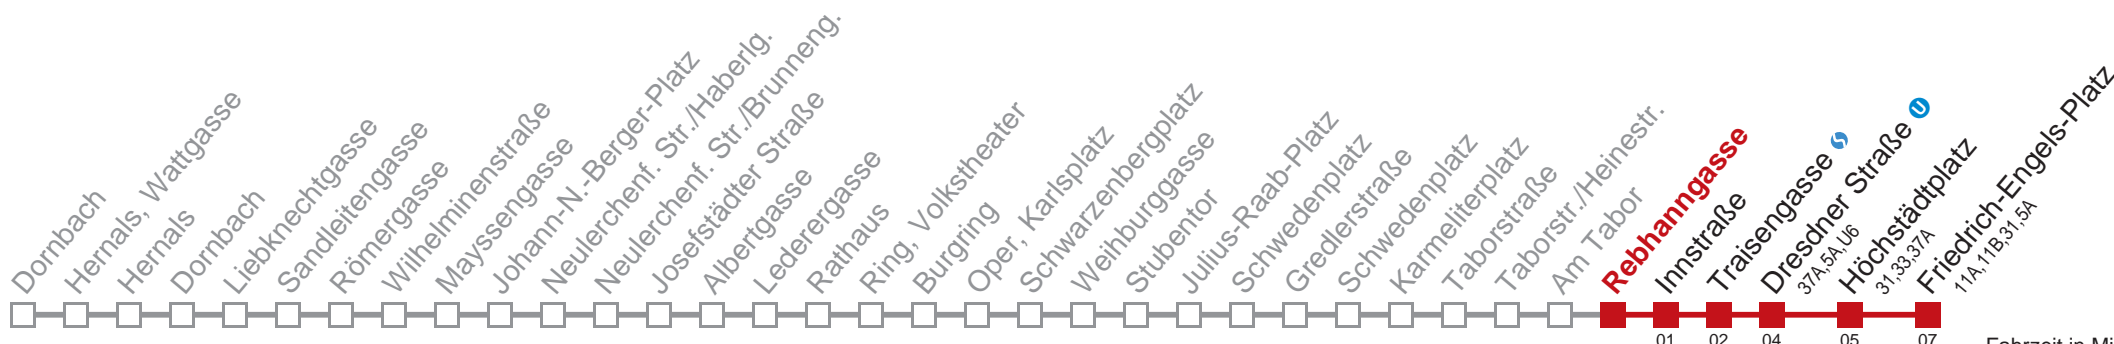 Dornbach
Hernals, Wattgasse
Hernals
Dornbach
Liebknechtgasse
Sandleitengasse
Römergasse
Wilhelminenstraße
Mayssengasse
Johann-N.-Berger-Platz
Neulerchenf. Str./Haberlg.
Neulerchenf. Str./Brunneng.
Josefstädter Straße
Albertgasse
Lederergasse
Rathaus
Ring, Volkstheater
Burgring
Oper, Karlsplatz
Schwarzenbergplatz
Weihburggasse
Stubentor
Julius-Raab-Platz
Schwedenplatz
Gredlerstraße
Schwedenplatz
Karmeliterplatz
Taborstraße
Taborstr./Heinestr.
Am Tabor
Rebhanngasse
Innstraße
Traisengasse S
Dresdner Straße U
37A,5A,U6
Höchstädtplatz
31,33,37A
Friedrich-Engels-Platz
11A,11B,31,5A
01 02 04 05 07
Fahrzeit in Mi